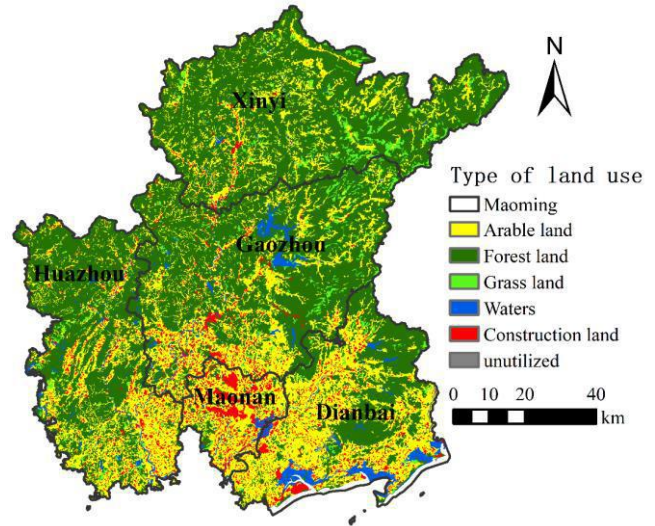 N
Xinyi
Type of land use
Maoming
Arable land
Gaozhou
Forest land
Huazhou
Grass land
Waters
Construction land
unutilized
Maonan
Dianbai
0 20 40
km